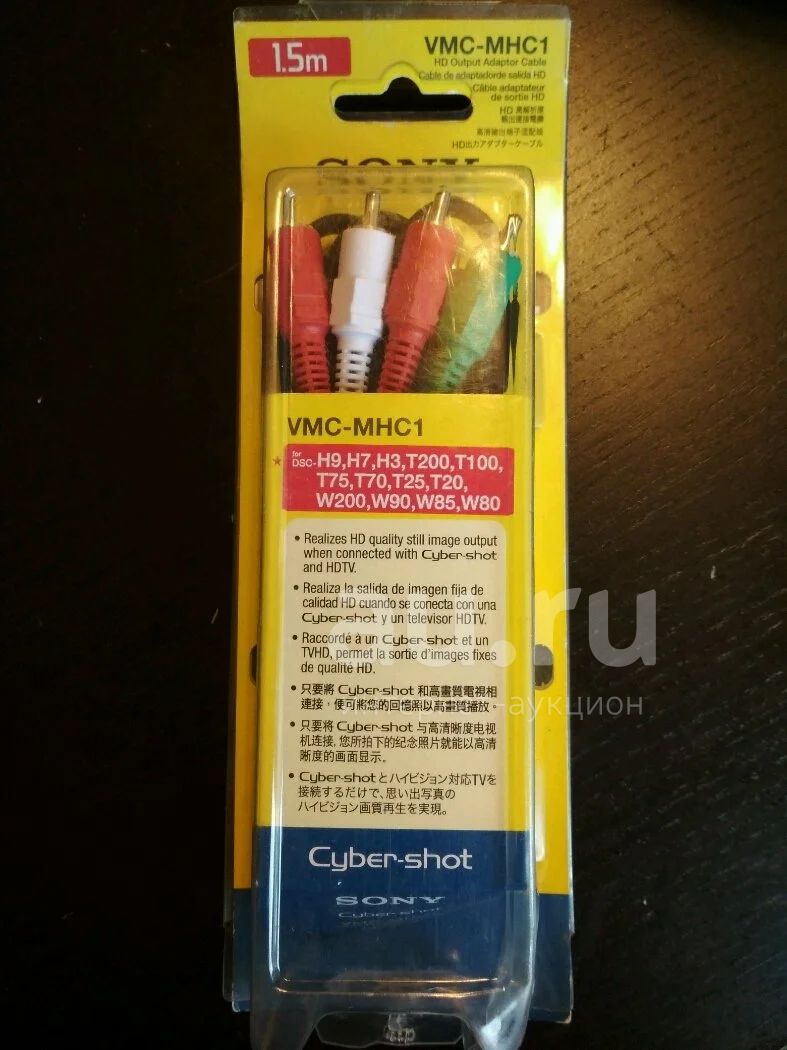 1.5m
VMC-MHC1
HD Output Adaptor Cable
Cable de adaptadorde salida HD
Câble adaptateur
de sortie HD
HD 高解析度
輸出連接電纜
高清输出端子适配线
HD出力アダプターケーブル
SONY
VMC-MHC1
for
DSC-H9,H7,H3,T200,T100,
T75,T70,T25,T20,
W200,W90,W85,W80
• Realizes HD quality still image output
when connected with Cyber-shot
and HDTV.
• Realiza la salida de imagen fija de
calidad HD cuando se conecta con una
Cyber-shot y un televisor HDTV.
• Raccordé à un Cyber-shot et un
TVHD, permet la sortie d'images fixes
de qualité HD.
• 只要將 Cyber-shot 和高畫質電視相
連接，便可將您的回憶照以高畫質播放。
• 只要将 Cyber-shot 与高清晰度电视
机连接, 您所拍下的纪念照片就能以高清
晰度的画面显示。
• Cyber-shotとハイビジョン対応TVを
接続するだけで、思い出写真の
ハイビジョン画質再生を実現。
.ru
-аукцион
Cyber-shot
SONY
Cyber-shot